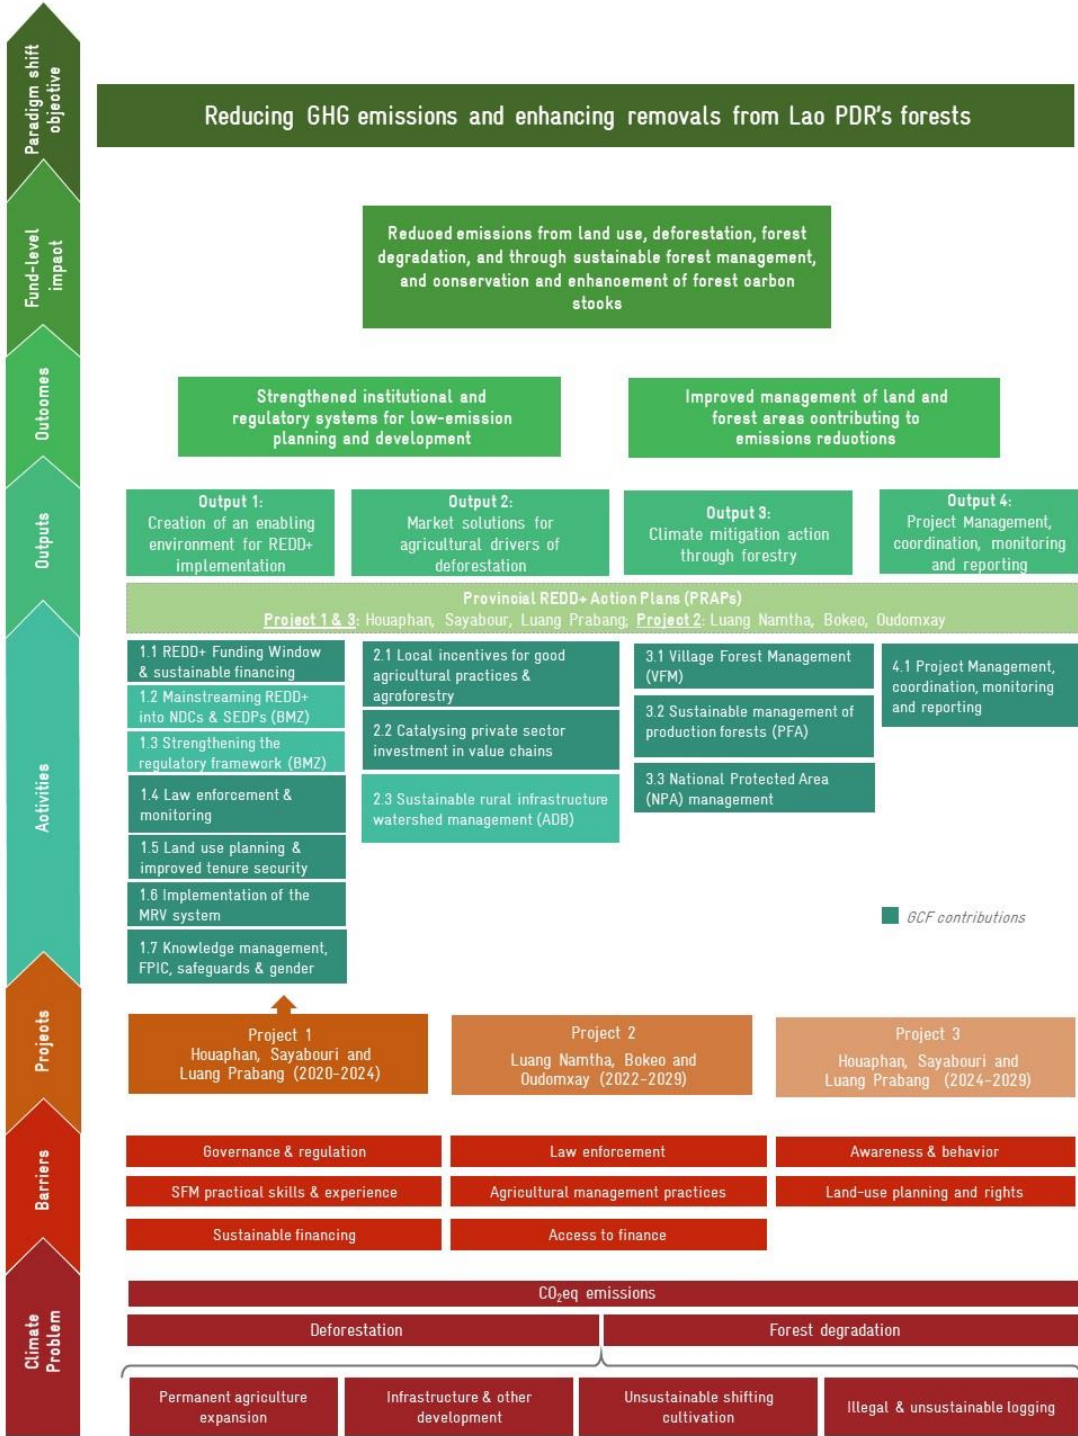 Paradigm shift
objective
Reducing GHG emissions and enhancing removals from Lao PDR's forests
Fund-level
impact
Reduced emissions from land use, deforestation, forest
degradation, and through sustainable forest management,
and conservation and enhancement of forest carbon
stooks
Outcomes
Strengthened institutional and
regulatory systems for low-emission
planning and development
Improved management of land and
forest areas contributing to
emissions reductions
Outputs
Output 1:
Creation of an enabling
environment for REDD+
implementation
Output 2:
Market solutions for
agricultural drivers of
deforestation
Output 3:
Climate mitigation action
through forestry
Output 4:
Project Management,
coordination, monitoring
and reporting
Provincial REDD+ Action Plans (PRAPs)
Project 1 & 3: Houaphan, Sayabour, Luang Prabang; Project 2: Luang Namtha, Bokeo, Oudomxay
Activities
1.1 REDD+ Funding Window
& sustainable financing
1.2 Mainstreaming REDD+
into NDCs & SEDPs (BMZ)
1.3 Strengthening the
regulatory framework (BMZ)
1.4 Law enforcement &
monitoring
1.5 Land use planning &
improved tenure security
1.6 Implementation of the
MRV system
1.7 Knowledge management,
FPIC, safeguards & gender
2.1 Local incentives for good
agricultural practices &
agroforestry
2.2 Catalysing private sector
investment in value chains
2.3 Sustainable rural infrastructure
watershed management (ADB)
3.1 Village Forest Management
(VFM)
3.2 Sustainable management of
production forests (PFA)
3.3 National Protected Area
(NPA) management
4.1 Project Management,
coordination, monitoring
and reporting
GCF contributions
Projects
Project 1
Houaphan, Sayabouri and
Luang Prabang (2020-2024)
Project 2
Luang Namtha, Bokeo and
Oudomxay (2022-2029)
Project 3
Houaphan, Sayabouri and
Luang Prabang (2024-2029)
Barriers
Governance & regulation
Law enforcement
Awareness & behavior
SFM practical skills & experience
Agricultural management practices
Land-use planning and rights
Sustainable financing
Access to finance
Climate
Problem
CO₂eq emissions
Deforestation
Forest degradation
Permanent agriculture
expansion
Infrastructure & other
development
Unsustainable shifting
cultivation
Illegal & unsustainable logging